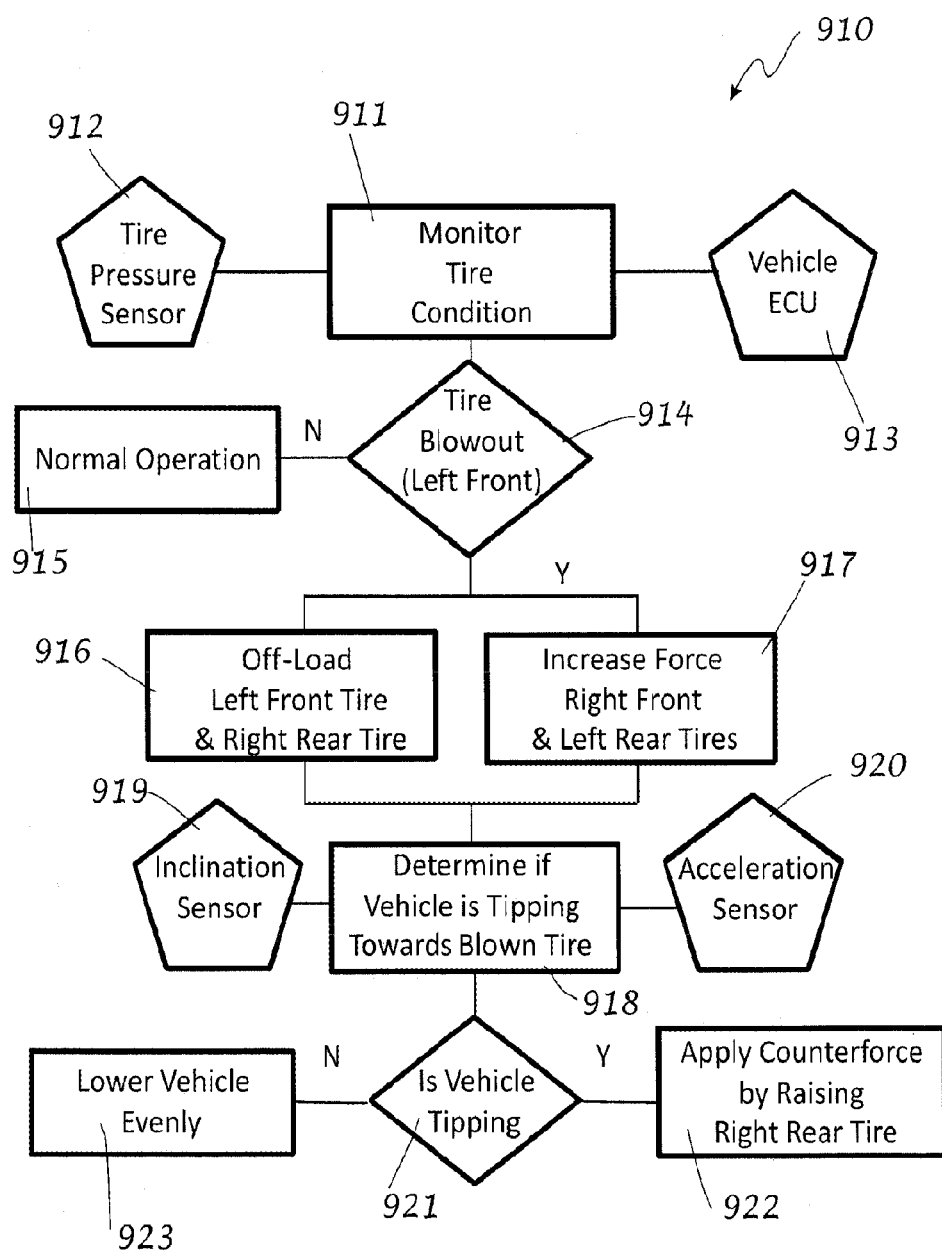 910
912
911
Tire
Pressure
Sensor
Monitor
Tire
Condition
Vehicle
ECU
913
Tire
Blowout
(Left Front)
914
N
Normal Operation
915
Y
917
916
Off-Load
Left Front Tire
& Right Rear Tire
Increase Force
Right Front
& Left Rear Tires
919
920
Inclination
Sensor
Determine if
Vehicle is Tipping
Towards Blown Tire
Acceleration
Sensor
918
N
Y
Lower Vehicle
Evenly
Is Vehicle
Tipping
Apply Counterforce
by Raising
Right Rear Tire
921
922
923